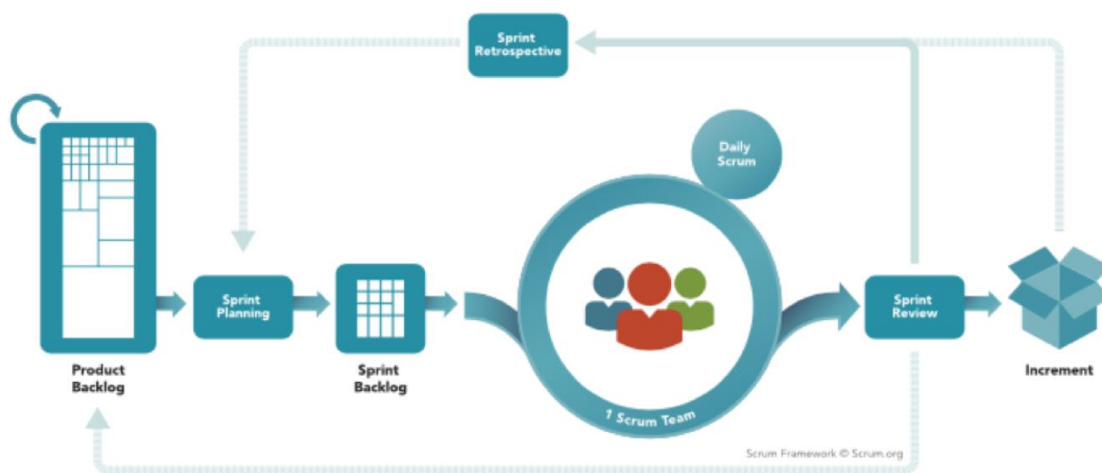 Sprint
Retrospective
Daily
Scrum
Sprint
Planning
Sprint
Review
Product
Backlog
Sprint
Backlog
Increment
1 Scrum Team
Scrum Framework © Scrum.org